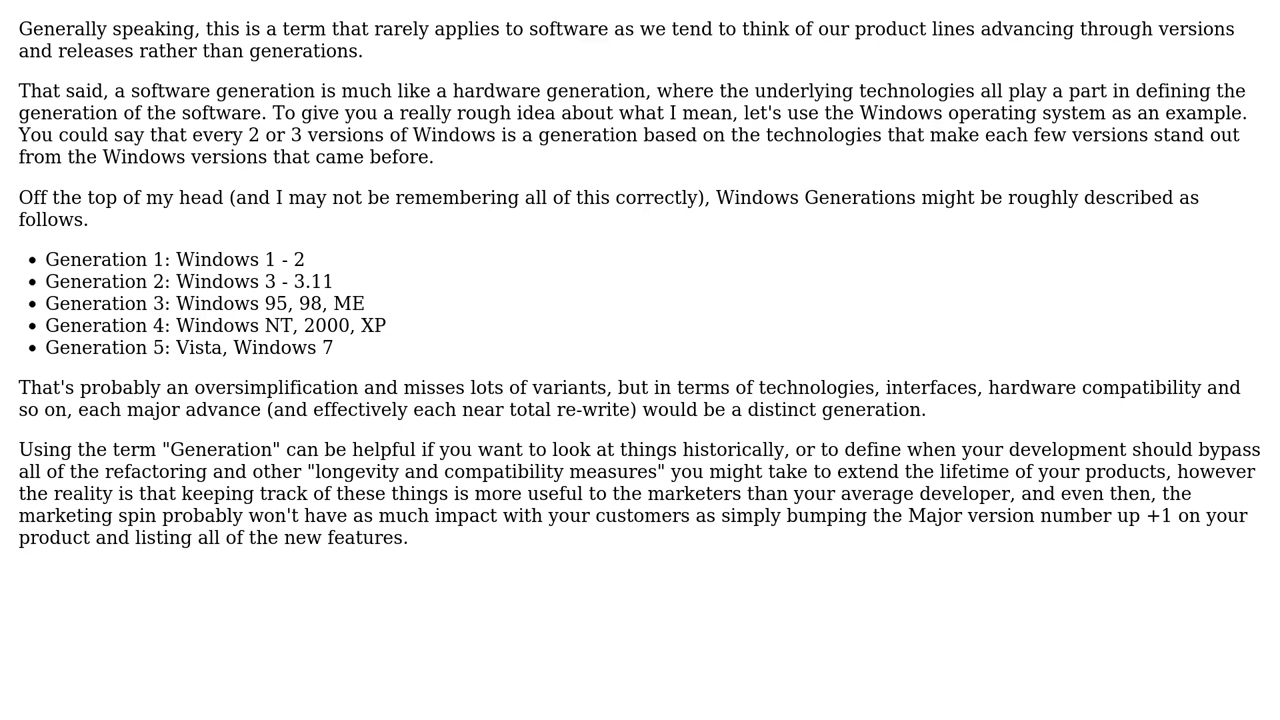 Generally speaking, this is a term that rarely applies to software as we tend to think of our product lines advancing through versions
and releases rather than generations.
That said, a software generation is much like a hardware generation, where the underlying technologies all play a part in defining the
generation of the software. To give you a really rough idea about what I mean, let's use the Windows operating system as an example.
You could say that every 2 or 3 versions of Windows is a generation based on the technologies that make each few versions stand out
from the Windows versions that came before.
Off the top of my head (and I may not be remembering all of this correctly), Windows Generations might be roughly described as
follows.
• Generation 1: Windows 1 - 2
• Generation 2: Windows 3 - 3.11
• Generation 3: Windows 95, 98, ME
• Generation 4: Windows NT, 2000, XP
• Generation 5: Vista, Windows 7
That's probably an oversimplification and misses lots of variants, but in terms of technologies, interfaces, hardware compatibility and
so on, each major advance (and effectively each near total re-write) would be a distinct generation.
Using the term "Generation" can be helpful if you want to look at things historically, or to define when your development should bypass
all of the refactoring and other "longevity and compatibility measures" you might take to extend the lifetime of your products, however
the reality is that keeping track of these things is more useful to the marketers than your average developer, and even then, the
marketing spin probably won't have as much impact with your customers as simply bumping the Major version number up +1 on your
product and listing all of the new features.